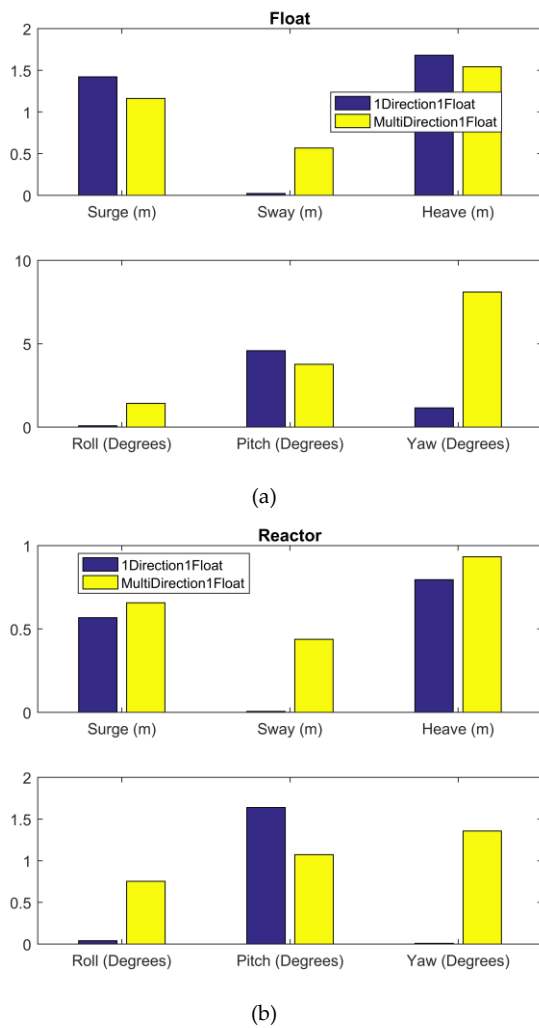 Float
2
1.5
1
0.5
0
1Direction1Float
MultiDirection1Float
Surge (m) Sway (m) Heave (m)
10
5
0
Roll (Degrees) Pitch (Degrees) Yaw (Degrees)
(a)
Reactor
1
0.5
0
1Direction1Float
MultiDirection1Float
Surge (m) Sway (m) Heave (m)
2
1.5
1
0.5
0
Roll (Degrees) Pitch (Degrees) Yaw (Degrees)
(b)